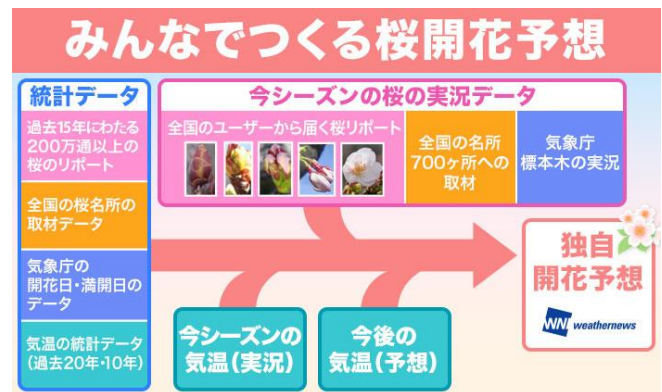 みんなでつくる桜開花予想
統計データ
過去15年にわたる
200万通以上の
桜のリポート
全国の桜名所の
取材データ
気象庁の
開花日・満開日の
データ
気温の統計データ
(過去20年・10年)
今シーズンの桜の実況データ
全国のユーザーから届く桜リポート
全国の名所
700ヶ所への
取材
気象庁
標本木の実況
今シーズンの
気温(実況)
今後の
気温(予想)
独自
開花予想
WNI weathernews